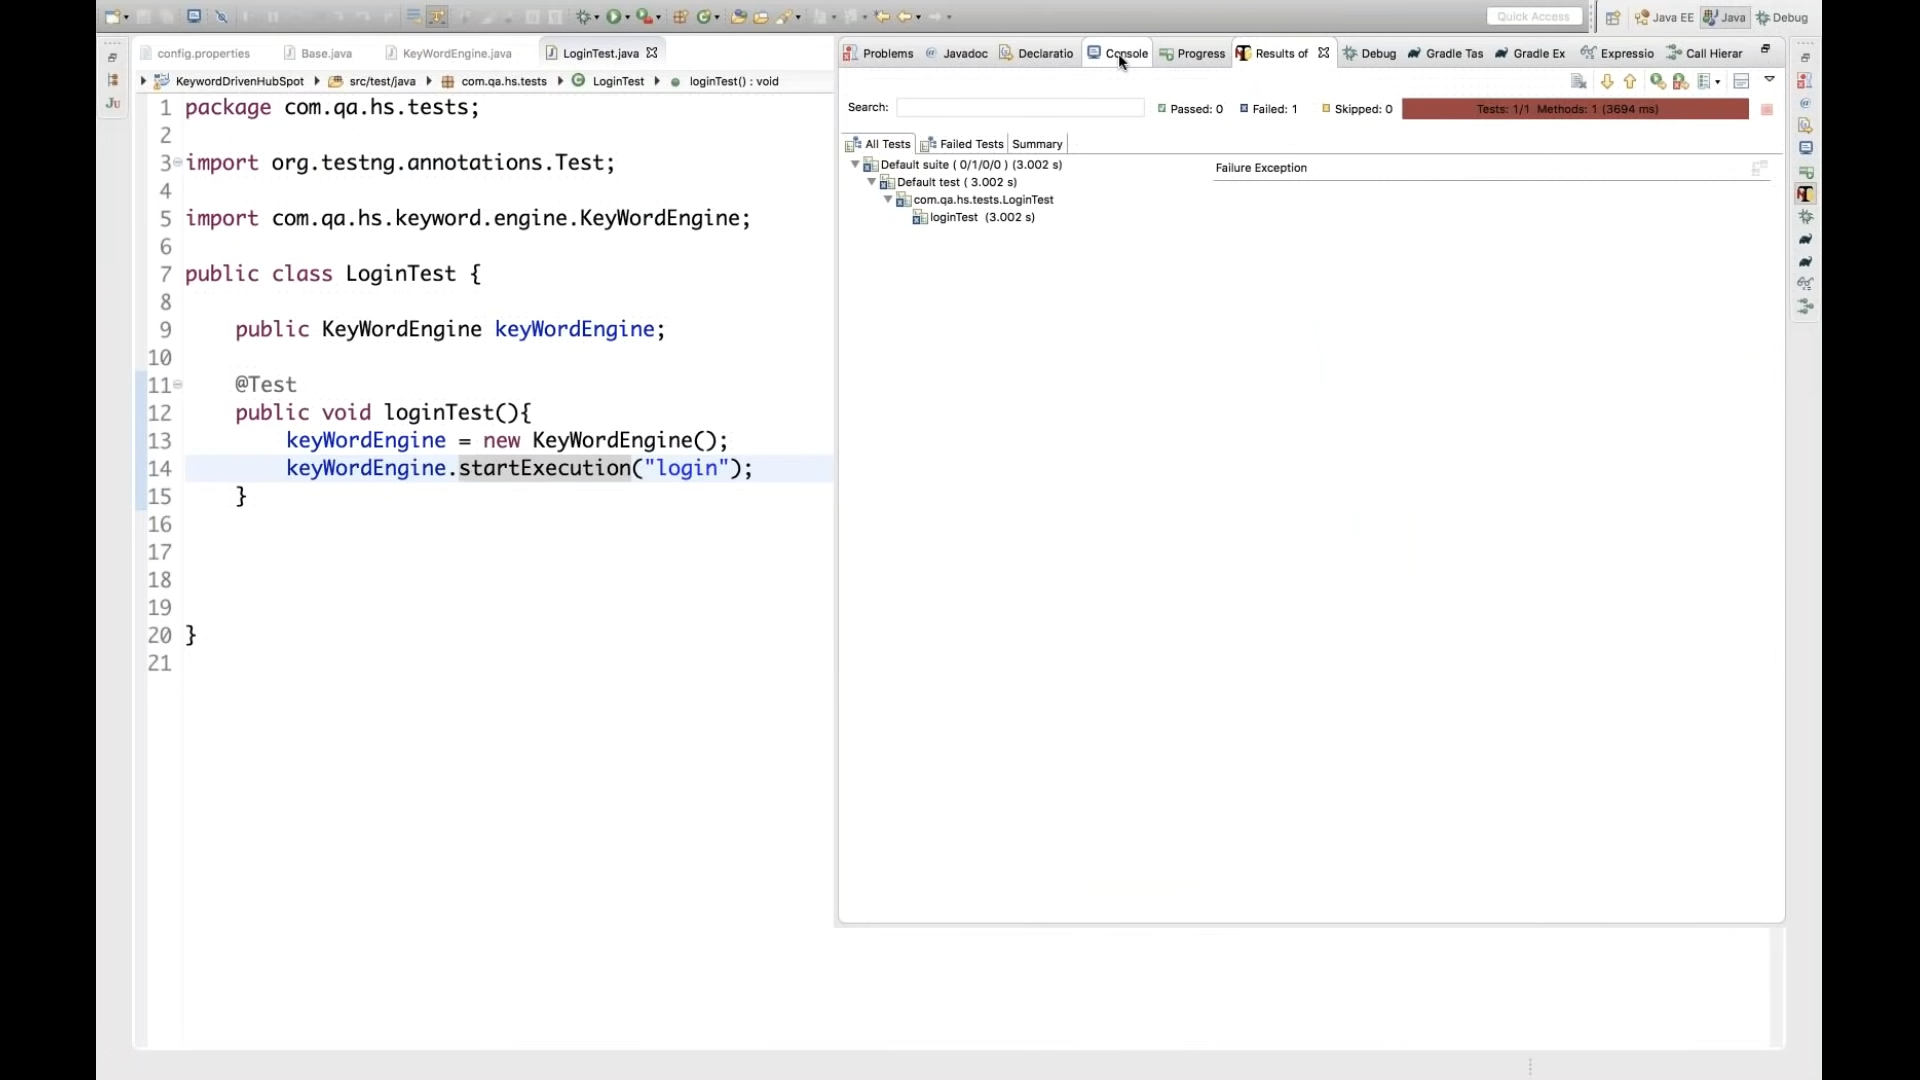 Quick Access
Java EE
Java
Debug
config.properties
Base.java
KeyWordEngine.java
LoginTest.java
Problems
Javadoc
Declaratio
Console
Progress
Results of
Debug
Gradle Tas
Gradle Ex
Expressio
Call Hierar
KeywordDrivenHubSpot
src/test/java
com.qa.hs.tests
LoginTest
loginTest() : void
Ju
1 package com.qa.hs.tests;
2
3 import org.testng.annotations.Test;
4
5 import com.qa.hs.keyword.engine.KeyWordEngine;
6
7 public class LoginTest {
8
9 public KeyWordEngine keyWordEngine;
10
11 @Test
12 public void loginTest(){
13 keyWordEngine = new KeyWordEngine();
14 keyWordEngine.startExecution("login");
15 }
16
17
18
19
20 }
21
Search:
Passed: 0
Failed: 1
Skipped: 0
Tests: 1/1 Methods: 1 (3694 ms)
All Tests
Failed Tests
Summary
Default suite ( 0/1/0/0 ) (3.002 s)
Default test ( 3.002 s)
com.qa.hs.tests.LoginTest
loginTest (3.002 s)
Failure Exception